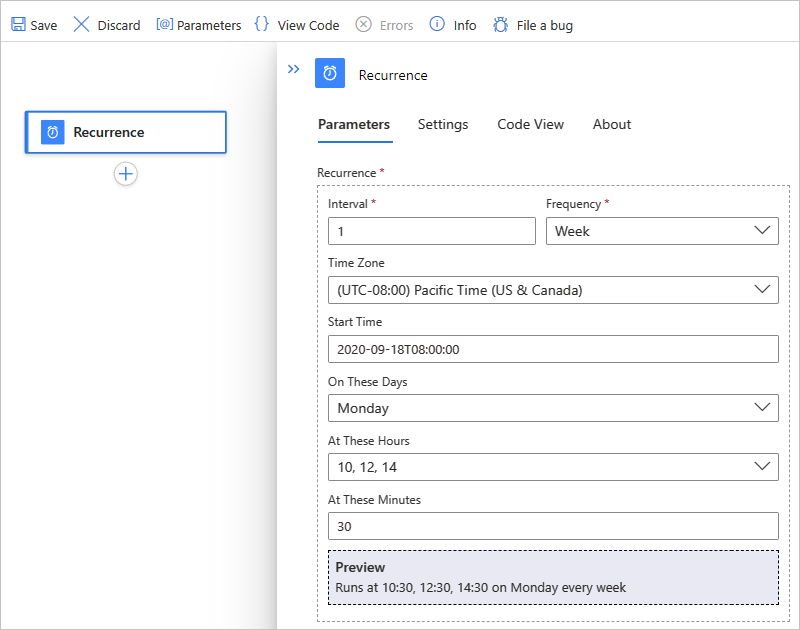 Save Discard Parameters View Code Errors Info File a bug
Recurrence
Recurrence
Parameters Settings Code View About
Recurrence *
Interval * Frequency *
1 Week
Time Zone
(UTC-08:00) Pacific Time (US & Canada)
Start Time
2020-09-18T08:00:00
On These Days
Monday
At These Hours
10, 12, 14
At These Minutes
30
Preview
Runs at 10:30, 12:30, 14:30 on Monday every week